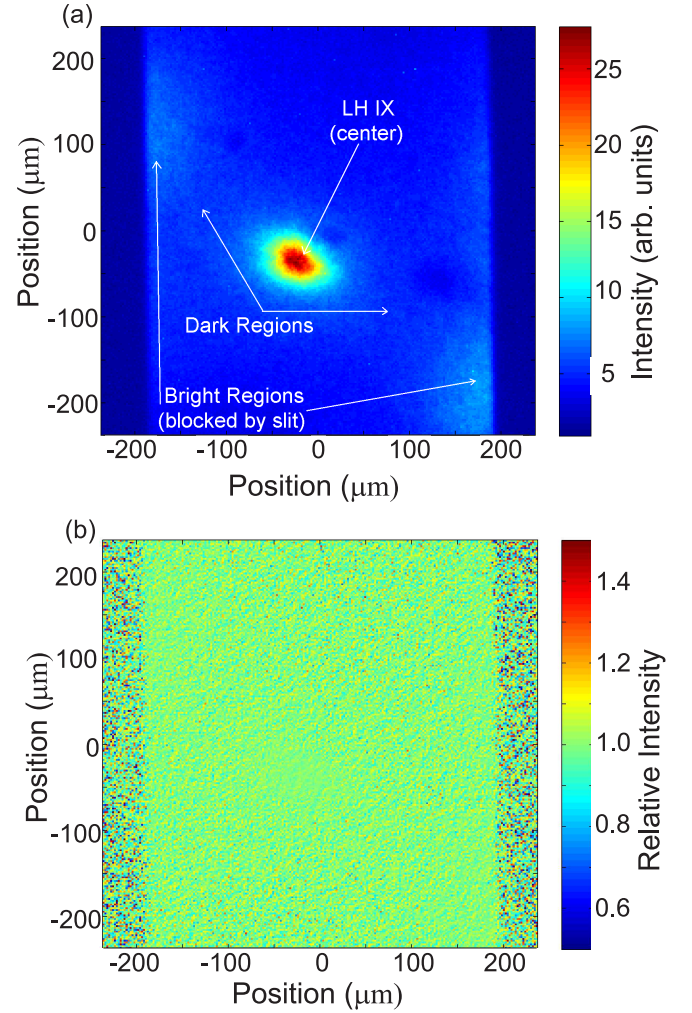 (a)
200
100
0
-100
-200
Position (μm)
LH IX
(center)
Dark Regions
Bright Regions
(blocked by slit)
-200
-100
0
100
200
Position (μm)
25
20
15
10
5
Intensity (arb. units)
(b)
200
100
0
-100
-200
Position (μm)
-200
-100
0
100
200
Position (μm)
1.4
1.2
1.0
0.8
0.6
Relative Intensity